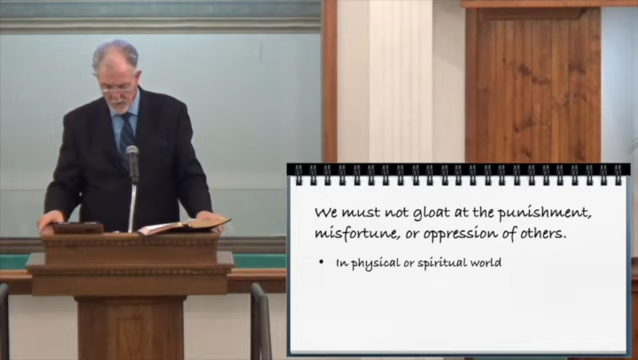 We must not gloat at the punishment,
misfortune, or oppression of others.
• In physical or spiritual world